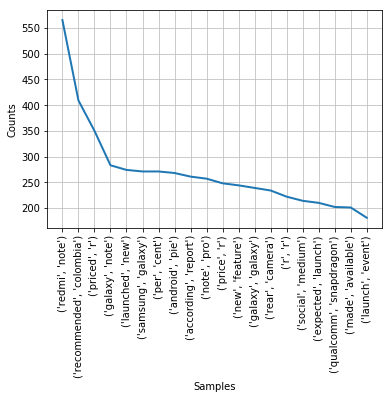 550
500
450
400
350
300
250
200
Counts
('redmi', 'note')
('recommended', 'colombia')
('priced', 'r')
('galaxy', 'note')
('launched', 'new')
('samsung', 'galaxy')
('per', 'cent')
('android', 'pie')
('according', 'report')
('note', 'pro')
('price', 'r')
('new', 'feature')
('galaxy', 'galaxy')
('rear', 'camera')
('r', 'r')
('social', 'medium')
('expected', 'launch')
('qualcomm', 'snapdragon')
('made', 'available')
('launch', 'event')
Samples